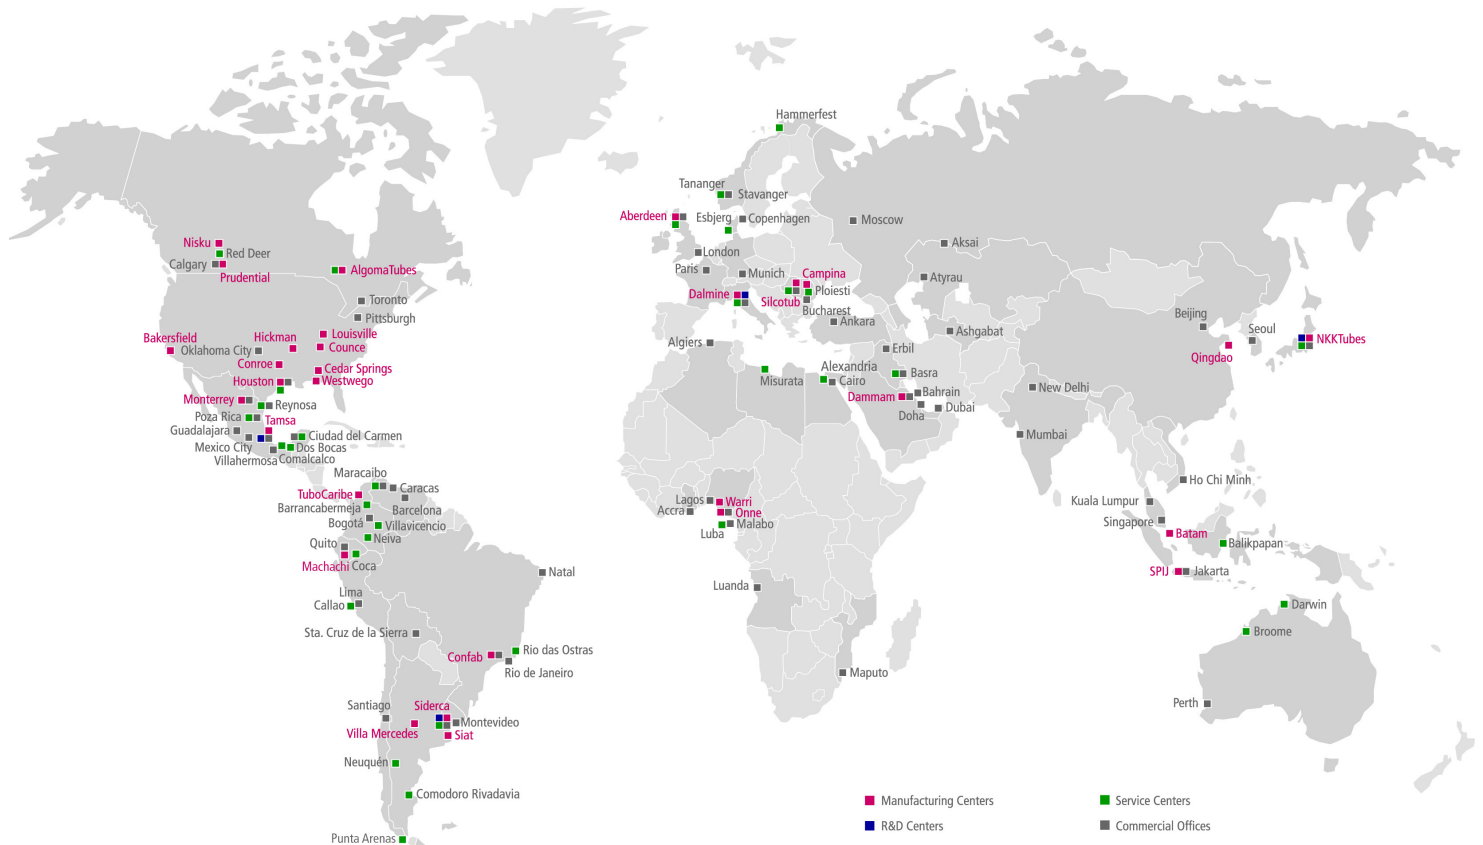 Hammerfest
Tananger
Stavanger
Aberdeen
Esbjerg
Copenhagen
Moscow
Nisku
Red Deer
Calgary
Prudential
AlgomaTubes
London
Aksai
Paris
Munich
Campina
Atyrau
Toronto
Dalmine
Silcotub
Ploiesti
Bucharest
Pittsburgh
Ankara
Beijing
Seoul
Ashgabat
Bakersfield
Hickman
Louisville
Oklahoma City
Counce
NKKTubes
Algiers
Erbil
Qingdao
Conroe
Cedar Springs
Houston
Westwego
Misurata
Alexandria
Cairo
Basra
New Delhi
Monterrey
Reynosa
Dammam
Bahrain
Doha
Dubai
Poza Rica
Tamsa
Guadalajara
Ciudad del Carmen
Mexico City
Dos Bocas
Villahermosa
Comalcalco
Mumbai
Maracaibo
Caracas
Ho Chi Minh
TuboCaribe
Barcelona
Barrancabermeja
Lagos
Warri
Kuala Lumpur
Accra
Onne
Bogotá
Villavicencio
Luba
Malabo
Singapore
Batam
Neiva
Quito
Balikpapan
Machachi
Coca
Natal
SPIJ
Jakarta
Lima
Callao
Luanda
Darwin
Sta. Cruz de la Sierra
Broome
Confab
Rio das Ostras
Rio de Janeiro
Maputo
Santiago
Siderca
Perth
Villa Mercedes
Montevideo
Siat
Neuquén
Comodoro Rivadavia
Manufacturing Centers
Service Centers
R&D Centers
Commercial Offices
Punta Arenas